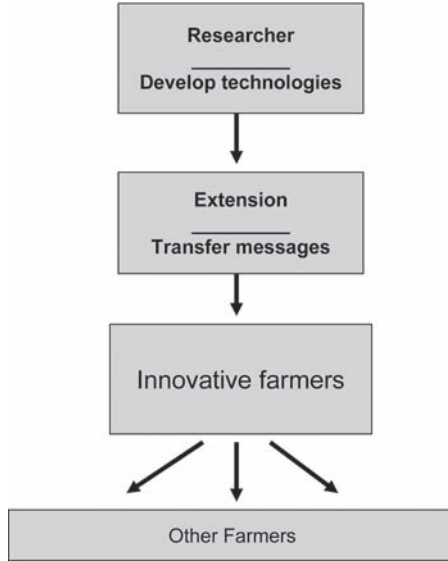 Researcher
Develop technologies
Extension
Transfer messages
Innovative farmers
Other Farmers